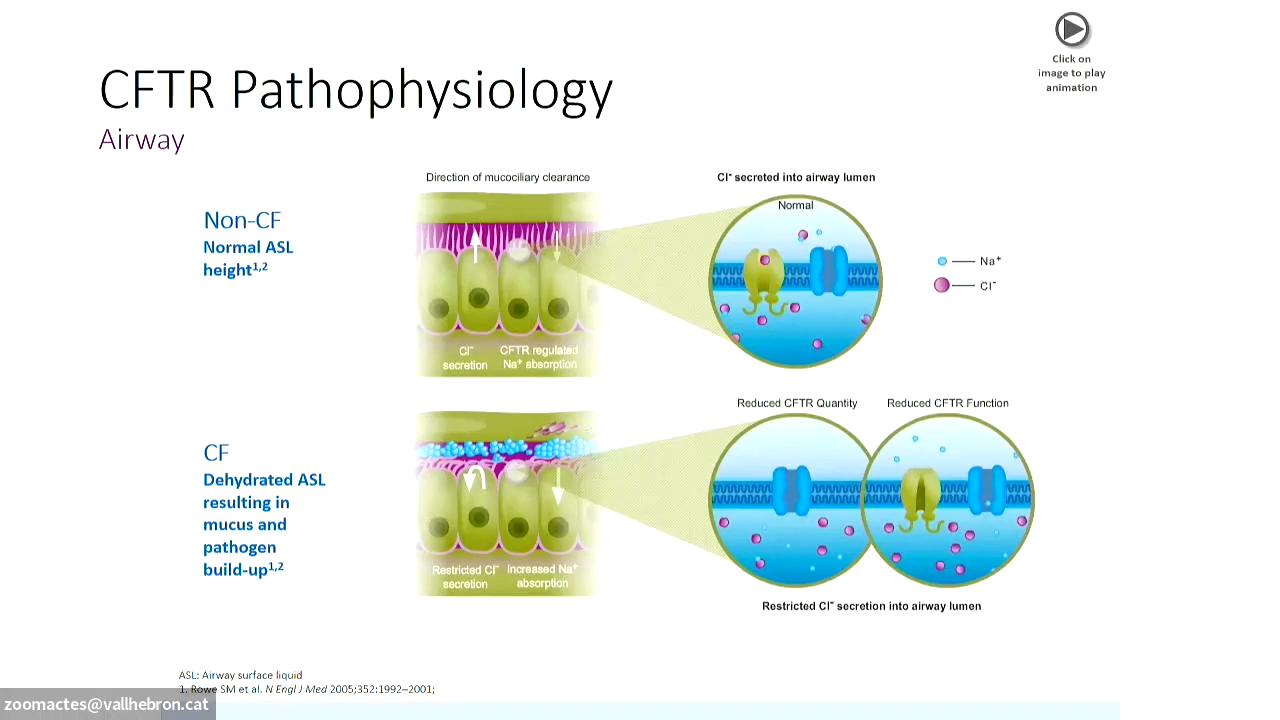 Click on
image to play
animation
CFTR Pathophysiology
Airway
Direction of mucociliary clearance
Cl⁻ secreted into airway lumen
Normal
Non-CF
Normal ASL
height¹,²
Na⁺
Cl⁻
Cl⁻
secretion
CFTR regulated
Na⁺ absorption
Reduced CFTR Quantity
Reduced CFTR Function
CF
Dehydrated ASL
resulting in
mucus and
pathogen
build-up¹,²
Restricted Cl⁻
secretion
Increased Na⁺
absorption
Restricted Cl⁻ secretion into airway lumen
ASL: Airway surface liquid
1. Rowe SM et al. N Engl J Med 2005;352:1992–2001;
zoomactes@vallhebron.cat